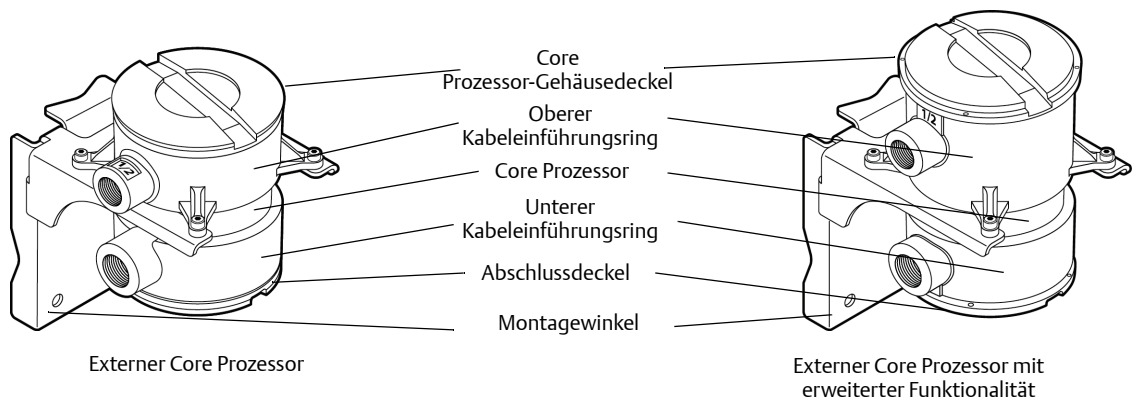 Core
Prozessor-Gehäusedeckel
Oberer
Kabeleinführungsring
Core Prozessor
Unterer
Kabeleinführungsring
Abschlussdeckel
Montagewinkel
1/2
1/2
Externer Core Prozessor
Externer Core Prozessor mit
erweiterter Funktionalität